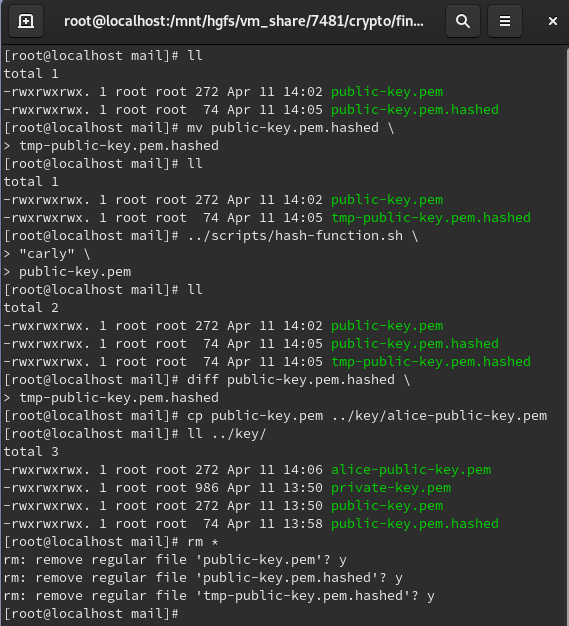 root@localhost:/mnt/hgfs/vm_share/7481/crypto/fin...
[root@localhost mail]# ll
total 1
-rwxrwxrwx. 1 root root 272 Apr 11 14:02 public-key.pem
-rwxrwxrwx. 1 root root  74 Apr 11 14:05 public-key.pem.hashed
[root@localhost mail]# mv public-key.pem.hashed \
> tmp-public-key.pem.hashed
[root@localhost mail]# ll
total 1
-rwxrwxrwx. 1 root root 272 Apr 11 14:02 public-key.pem
-rwxrwxrwx. 1 root root  74 Apr 11 14:05 tmp-public-key.pem.hashed
[root@localhost mail]# ../scripts/hash-function.sh \
> "carly" \
> public-key.pem
[root@localhost mail]# ll
total 2
-rwxrwxrwx. 1 root root 272 Apr 11 14:02 public-key.pem
-rwxrwxrwx. 1 root root  74 Apr 11 14:05 public-key.pem.hashed
-rwxrwxrwx. 1 root root  74 Apr 11 14:05 tmp-public-key.pem.hashed
[root@localhost mail]# diff public-key.pem.hashed \
> tmp-public-key.pem.hashed
[root@localhost mail]# cp public-key.pem ../key/alice-public-key.pem
[root@localhost mail]# ll ../key/
total 3
-rwxrwxrwx. 1 root root 272 Apr 11 14:06 alice-public-key.pem
-rwxrwxrwx. 1 root root 986 Apr 11 13:50 private-key.pem
-rwxrwxrwx. 1 root root 272 Apr 11 13:50 public-key.pem
-rwxrwxrwx. 1 root root  74 Apr 11 13:58 public-key.pem.hashed
[root@localhost mail]# rm *
rm: remove regular file 'public-key.pem'? y
rm: remove regular file 'public-key.pem.hashed'? y
rm: remove regular file 'tmp-public-key.pem.hashed'? y
[root@localhost mail]#